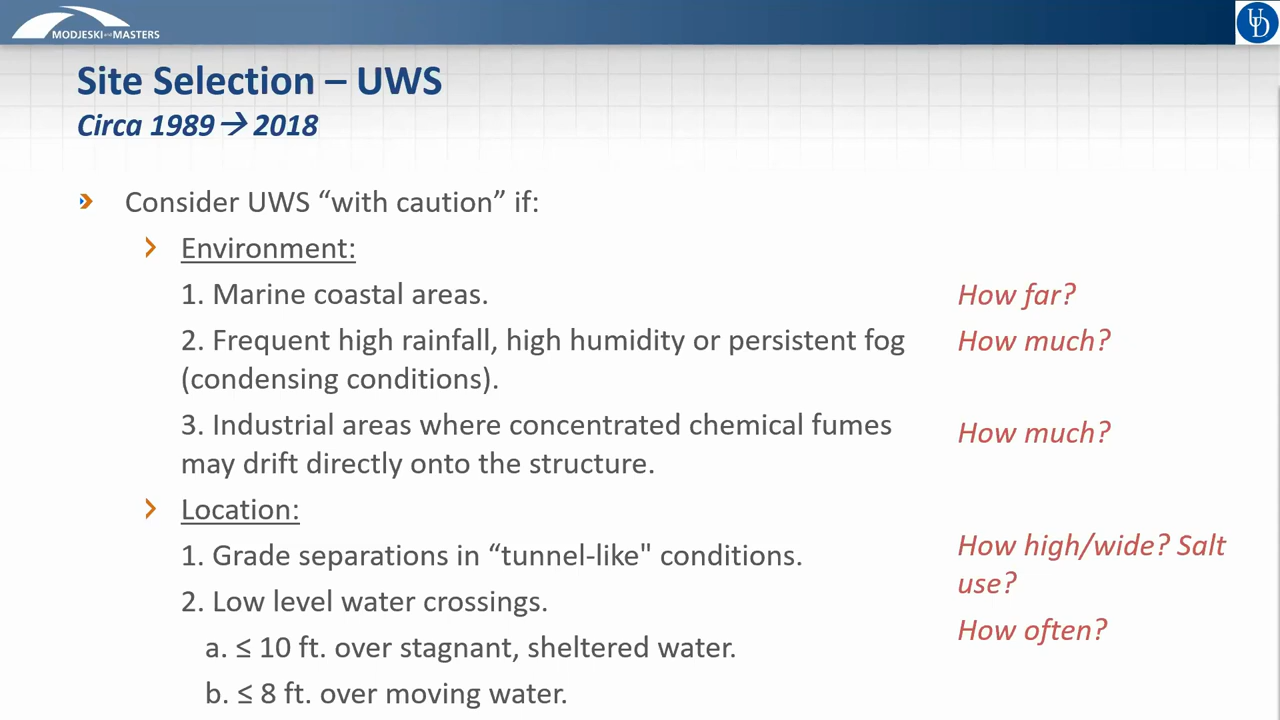 MODJESKI and MASTERS
UD
Site Selection – UWS
Circa 1989→2018
Consider UWS “with caution” if:
Environment:
1. Marine coastal areas.
How far?
2. Frequent high rainfall, high humidity or persistent fog
(condensing conditions).
How much?
3. Industrial areas where concentrated chemical fumes
may drift directly onto the structure.
How much?
Location:
1. Grade separations in “tunnel-like" conditions.
How high/wide? Salt
use?
2. Low level water crossings.
How often?
a. ≤ 10 ft. over stagnant, sheltered water.
b. ≤ 8 ft. over moving water.